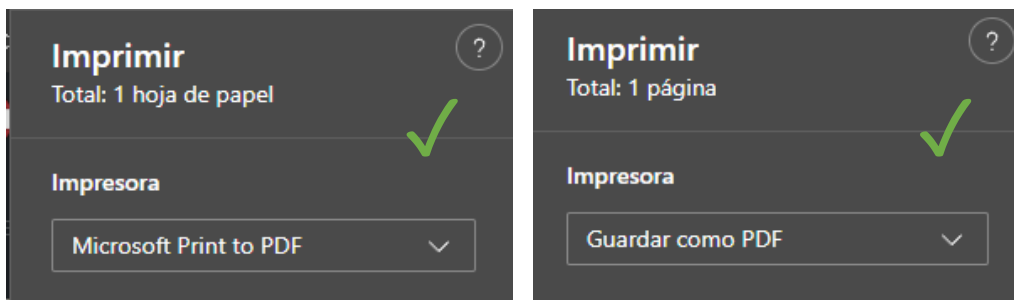 Imprimir
?
Total: 1 hoja de papel
Impresora
Microsoft Print to PDF
Imprimir
?
Total: 1 página
Impresora
Guardar como PDF